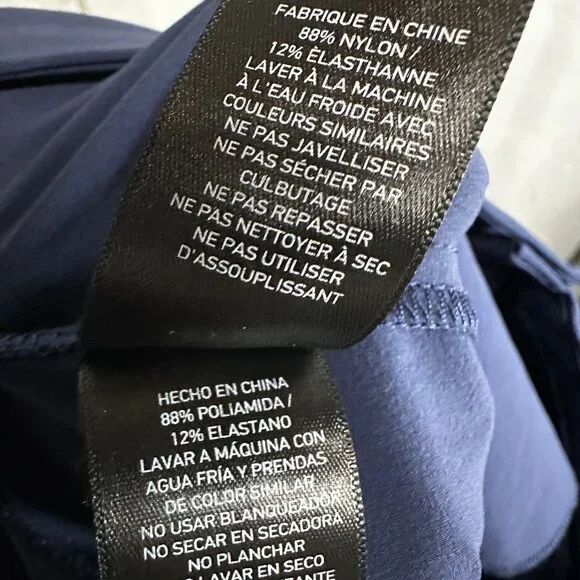 FABRIQUE EN CHINE
88% NYLON /
12% ÉLASTHANNE
LAVER À LA MACHINE
À L'EAU FROIDE AVEC
COULEURS SIMILAIRES
NE PAS JAVELLISER
NE PAS SÉCHER PAR
CULBUTAGE
NE PAS REPASSER
NE PAS NETTOYER À SEC
NE PAS UTILISER
D'ASSOUPLISSANT
HECHO EN CHINA
88% POLIAMIDA /
12% ELASTANO
LAVAR A MÁQUINA CON
AGUA FRÍA Y PRENDAS
DE COLOR SIMILAR
NO USAR BLANQUEADOR
NO SECAR EN SECADORA
NO PLANCHAR
LAVAR EN SECO